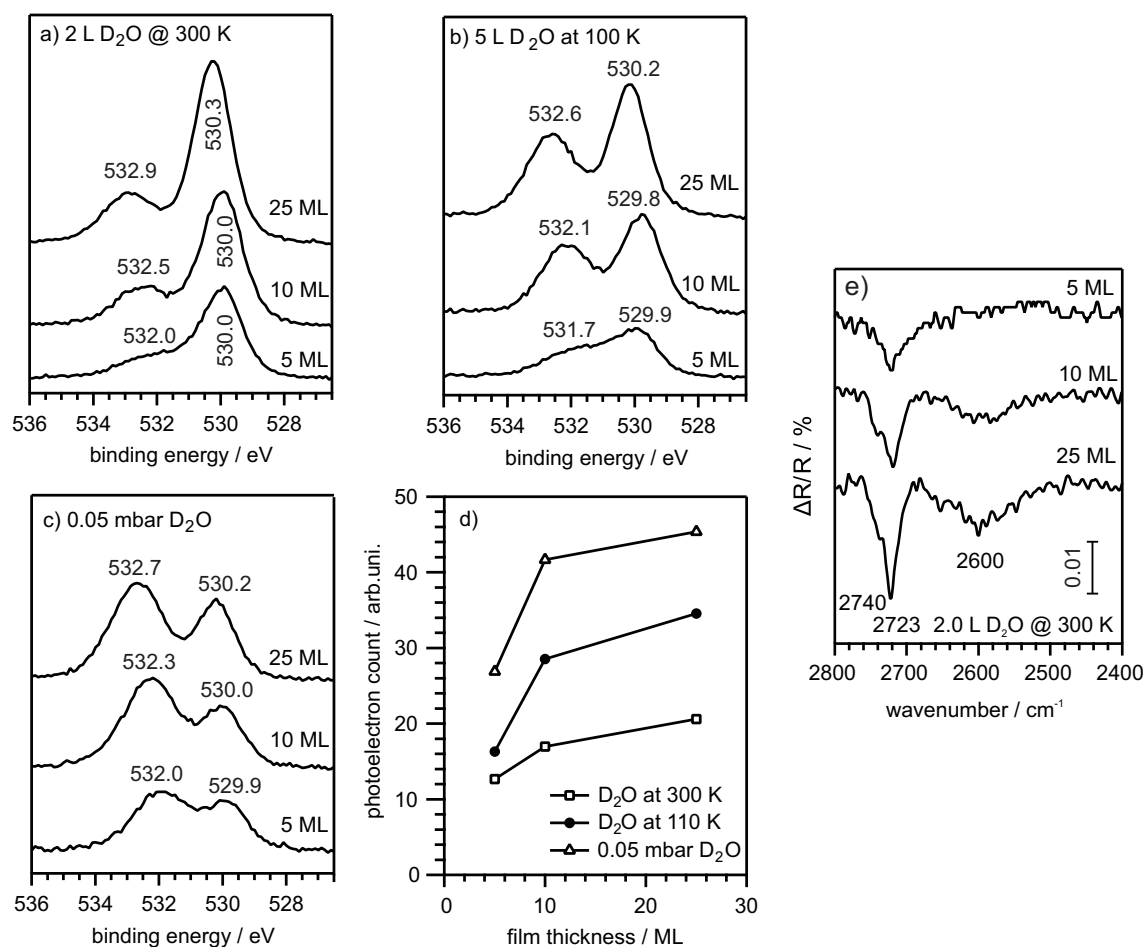 a) 2 L D₂O @ 300 K
532.9
530.3
25 ML
532.5
530.0
10 ML
532.0
530.0
5 ML
536 534 532 530 528
binding energy / eV
b) 5 L D₂O at 100 K
530.2
532.6
25 ML
529.8
532.1
10 ML
529.9
531.7
5 ML
536 534 532 530 528
binding energy / eV
c) 0.05 mbar D₂O
532.7
530.2
25 ML
532.3
530.0
10 ML
532.0
529.9
5 ML
536 534 532 530 528
binding energy / eV
d)
photoelectron count / arb.uni.
50
40
30
20
10
0
D₂O at 300 K
D₂O at 110 K
0.05 mbar D₂O
0 10 20 30
film thickness / ML
e)
5 ML
10 ML
25 ML
ΔR/R / %
2600
0.01
2740
2723 2.0 L D₂O @ 300 K
2800 2700 2600 2500 2400
wavenumber / cm⁻¹